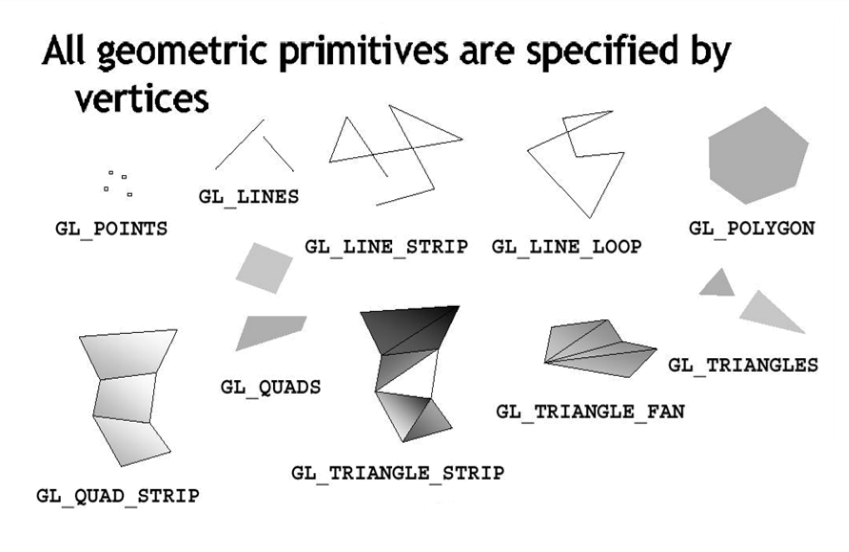 All geometric primitives are specified by
vertices
GL_POINTS
GL_LINES
GL_LINE_STRIP
GL_LINE_LOOP
GL_POLYGON
GL_QUADS
GL_TRIANGLES
GL_TRIANGLE_FAN
GL_TRIANGLE_STRIP
GL_QUAD_STRIP